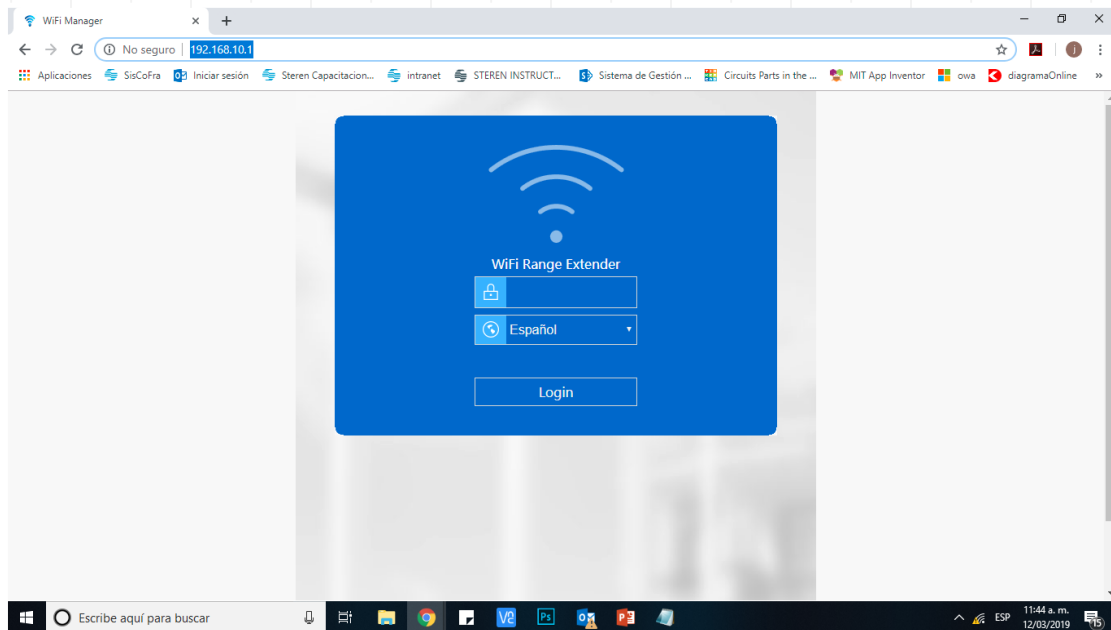 WiFi Manager
No seguro
192.168.10.1
Aplicaciones
SisCoFra
Iniciar sesión
Steren Capacitacion...
intranet
STEREN INSTRUCT...
Sistema de Gestión ...
Circuits Parts in the ...
MIT App Inventor
owa
diagramaOnline
»
WiFi Range Extender
Español
Login
Escribe aquí para buscar
ESP
11:44 a. m.
12/03/2019
15